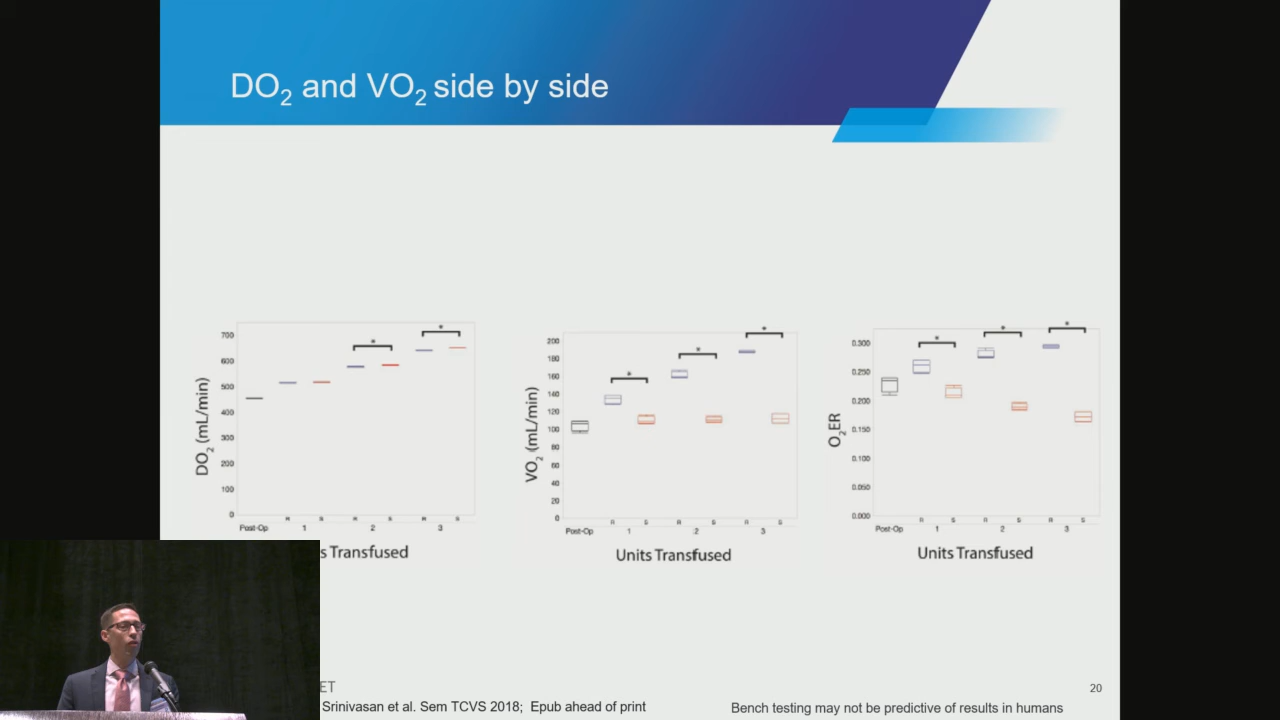 DO2 and VO2 side by side
*
*
700
600
500
400
300
200
100
0
DO2 (mL/min)
R S R S R S
Post-Op 1 2 3
s Transfused
*
*
*
200
180
160
140
120
100
80
60
40
20
0
VO2 (mL/min)
R S R S R S
Post-Op 1 2 3
Units Transfused
*
*
*
0.300
0.250
0.200
0.150
0.100
0.050
0.000
O2ER
R S R S R S
Post-Op 1 2 3
Units Transfused
ET
20
Srinivasan et al. Sem TCVS 2018; Epub ahead of print
Bench testing may not be predictive of results in humans